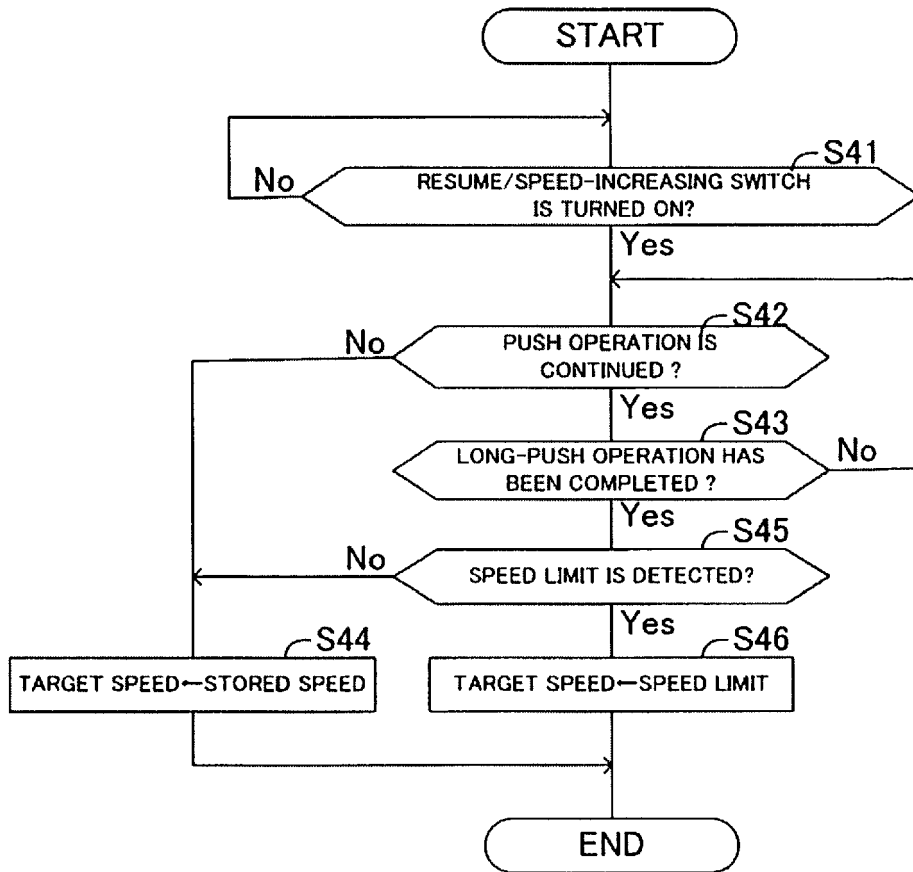 START
S41
No
RESUME/SPEED-INCREASING SWITCH
IS TURNED ON?
Yes
S42
No
PUSH OPERATION IS
CONTINUED ?
Yes
S43
LONG-PUSH OPERATION HAS
BEEN COMPLETED ?
No
Yes
S45
No
SPEED LIMIT IS DETECTED?
Yes
S44
S46
TARGET SPEED←STORED SPEED
TARGET SPEED←SPEED LIMIT
END